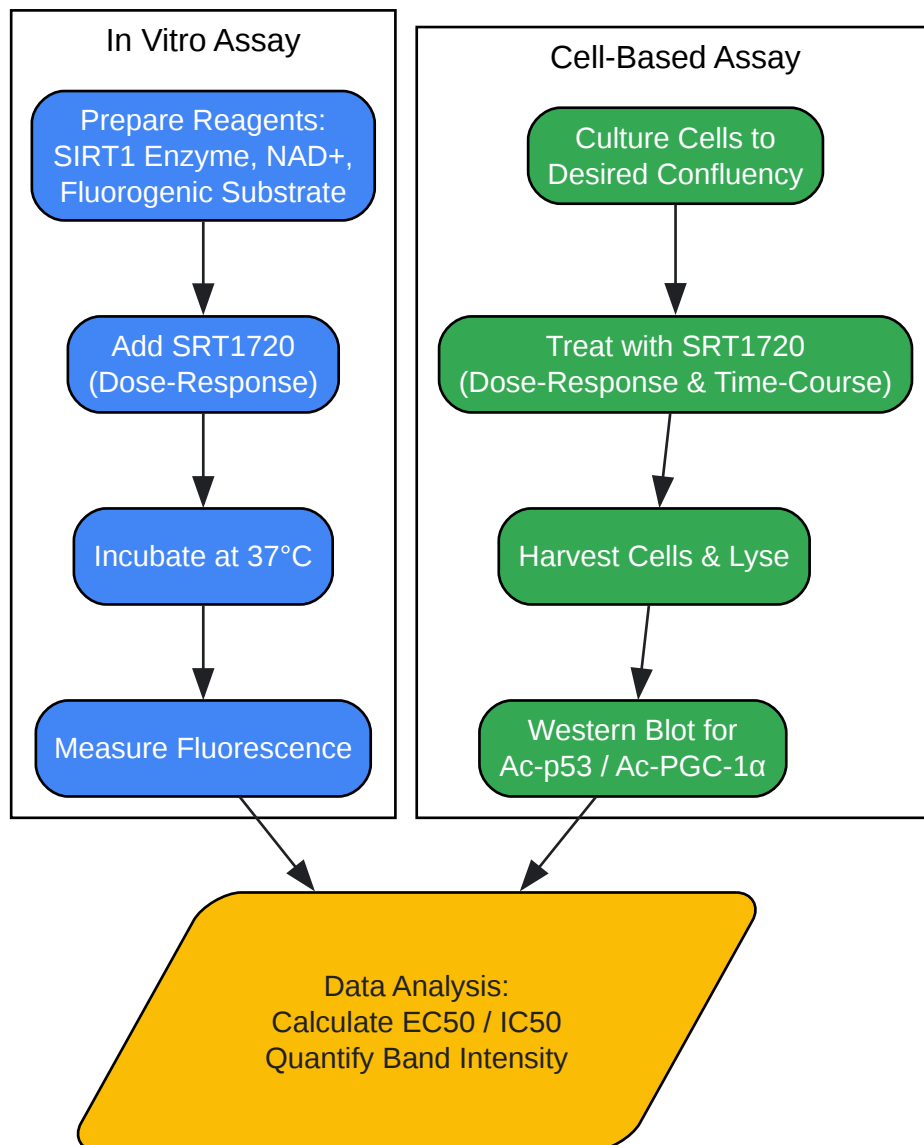 In Vitro Assay
Prepare Reagents:
SIRT1 Enzyme, NAD+,
Fluorogenic Substrate
Add SRT1720
(Dose-Response)
Incubate at 37°C
Measure Fluorescence
Cell-Based Assay
Culture Cells to
Desired Confluency
Treat with SRT1720
(Dose-Response & Time-Course)
Harvest Cells & Lyse
Western Blot for
Ac-p53 / Ac-PGC-1α
Data Analysis:
Calculate EC50 / IC50
Quantify Band Intensity